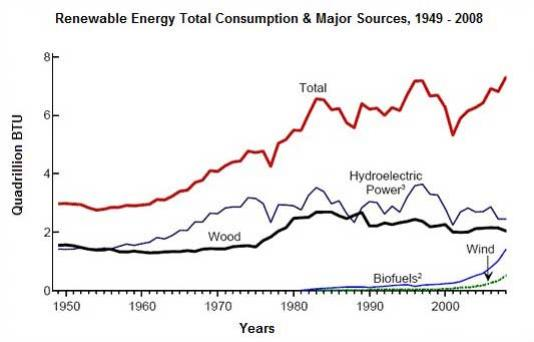 Renewable Energy Total Consumption & Major Sources, 1949 - 2008
Quadrillion BTU
8
6
4
2
0
Total
Hydroelectric
Power³
Wood
Wind
Biofuels²
1950
1960
1970
1980
1990
2000
Years